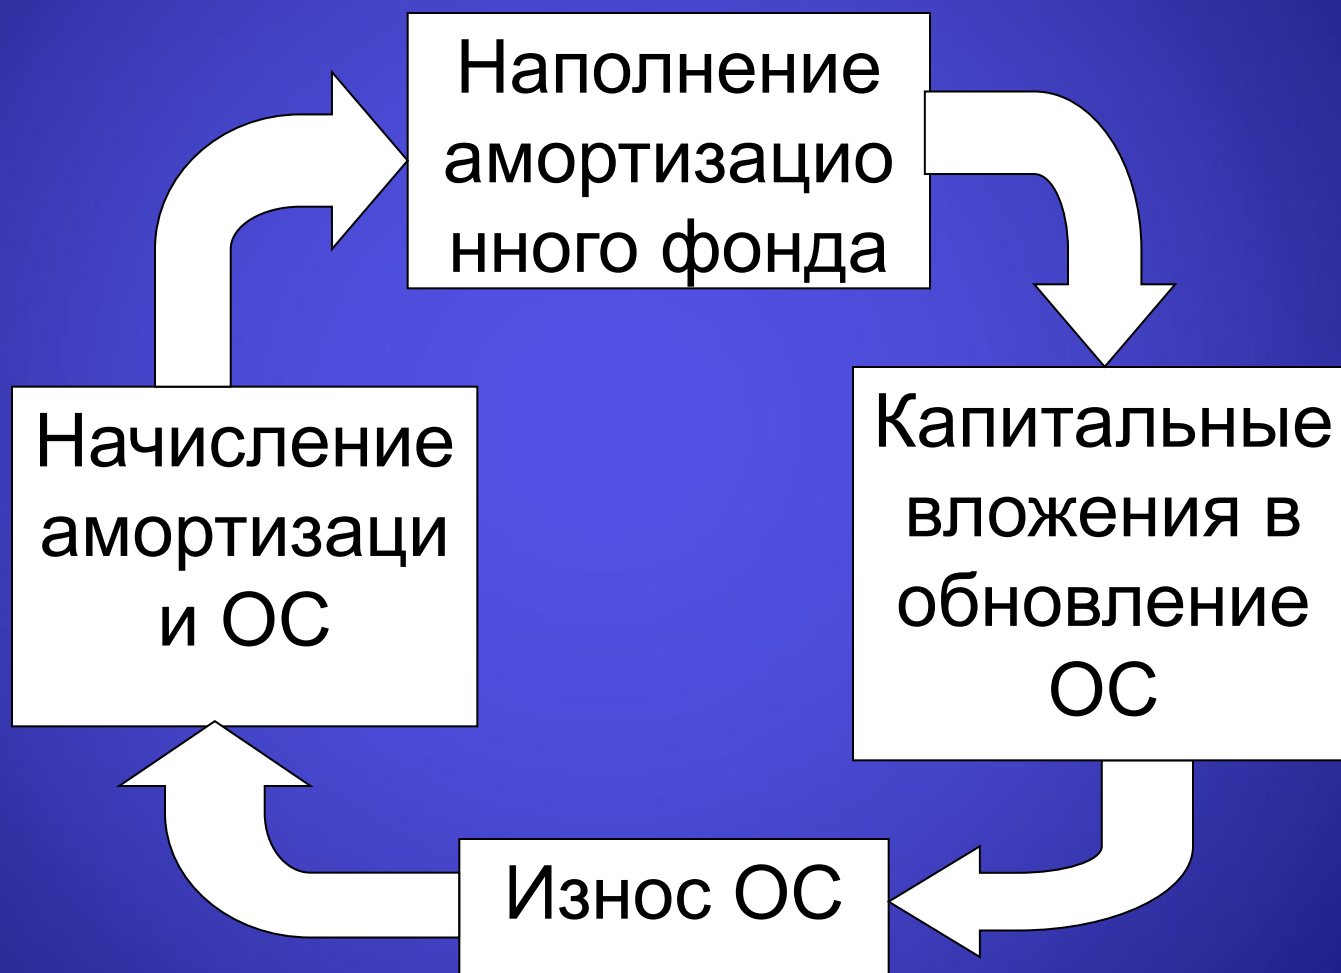 Наполнение
амортизацио
нного фонда
Начисление
амортизаци
и ОС
Капитальные
вложения в
обновление
ОС
Износ ОС